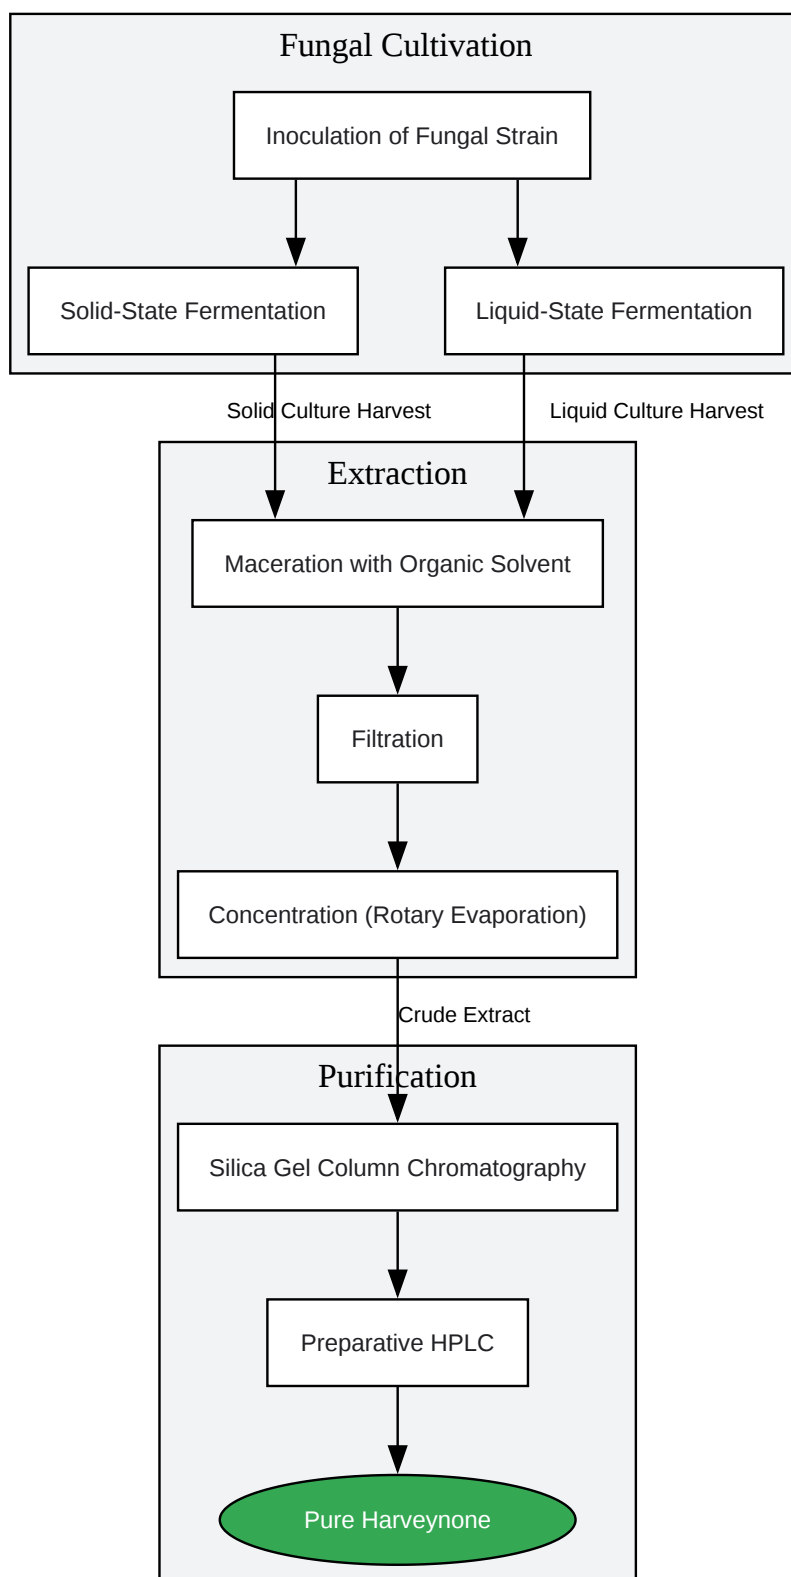 Fungal Cultivation
Inoculation of Fungal Strain
Solid-State Fermentation
Liquid-State Fermentation
Solid Culture Harvest
Liquid Culture Harvest
Extraction
Maceration with Organic Solvent
Filtration
Concentration (Rotary Evaporation)
Crude Extract
Purification
Silica Gel Column Chromatography
Preparative HPLC
Pure Harveynone